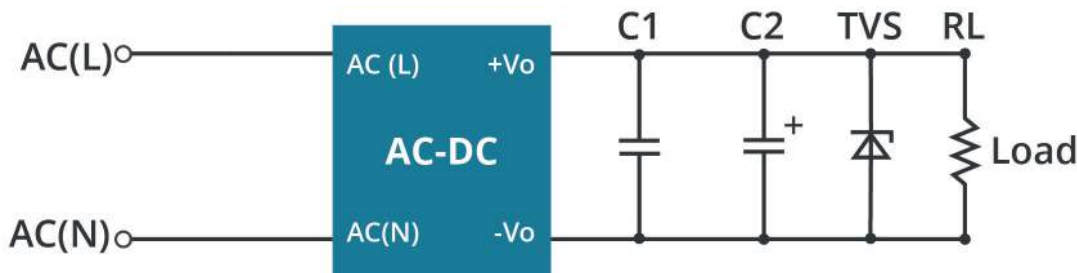 C1 C2 TVS RL
AC(L) AC (L) +Vo
AC-DC + Load
AC(N) AC(N) -Vo